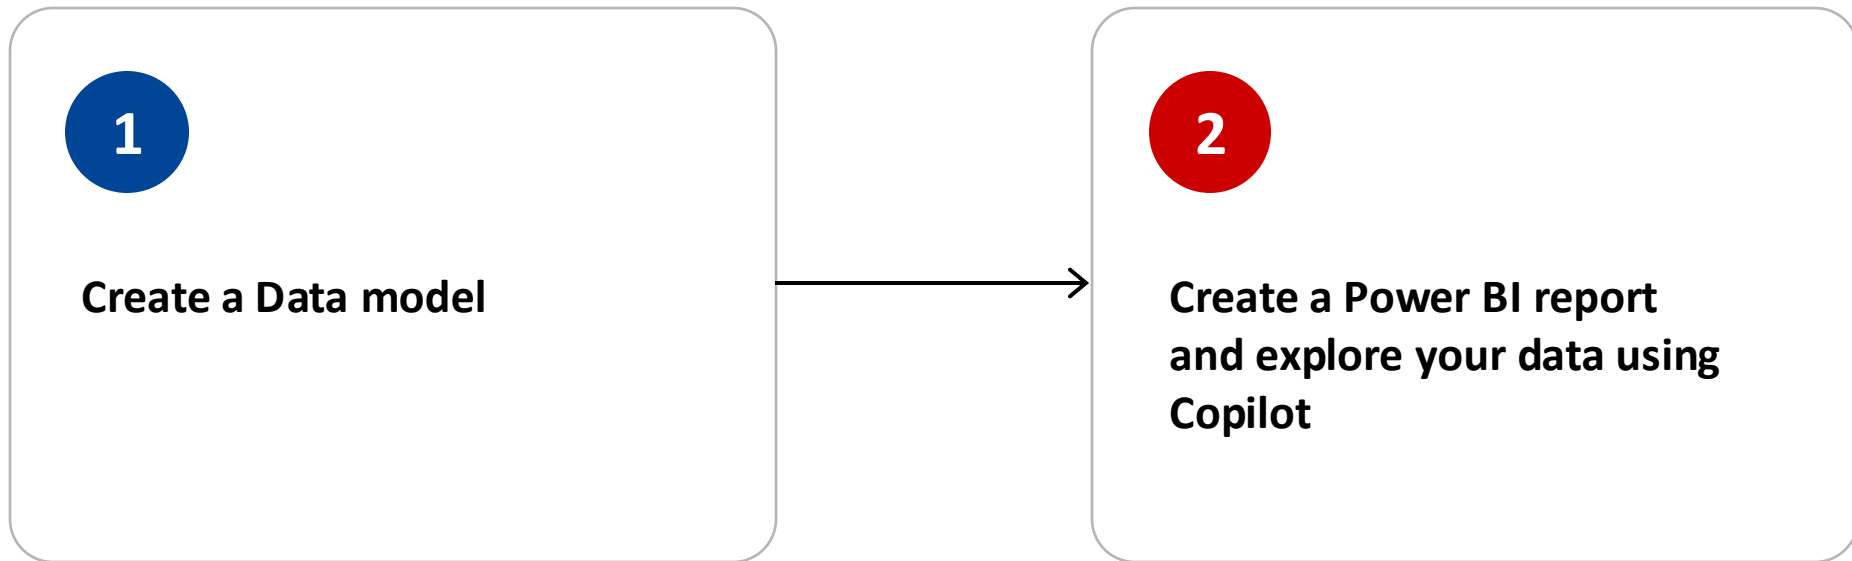 1
Create a Data model
2
Create a Power BI report
and explore your data using
Copilot